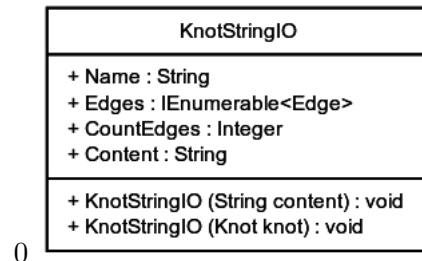 KnotStringIO
+ Name : String
+ Edges : IEnumerable<Edge>
+ CountEdges : Integer
+ Content : String
+ KnotStringIO (String content) : void
+ KnotStringIO (Knot knot) : void
0